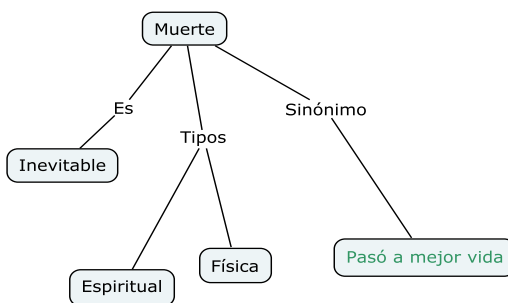 Muerte
Es
Sinónimo
Tipos
Inevitable
Física
Pasó a mejor vida
Espiritual